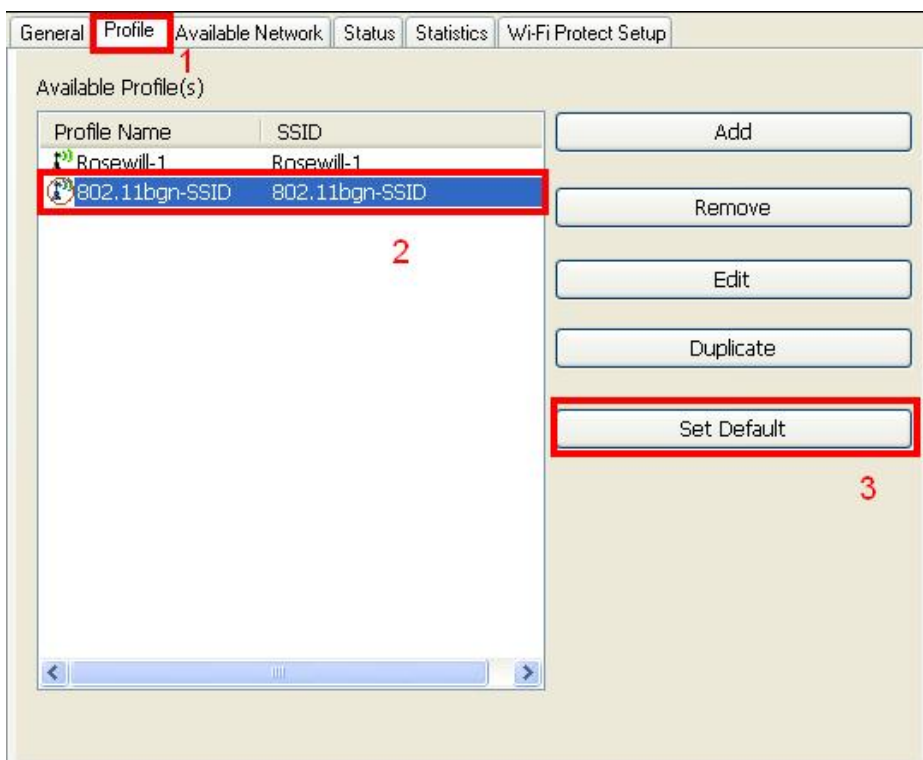 General Profile Available Network Status Statistics Wi-Fi Protect Setup
1
Available Profile(s)
Profile Name SSID
Rosewill-1 Rosewill-1
802.11bgn-SSID 802.11bgn-SSID
2
Add
Remove
Edit
Duplicate
Set Default
3